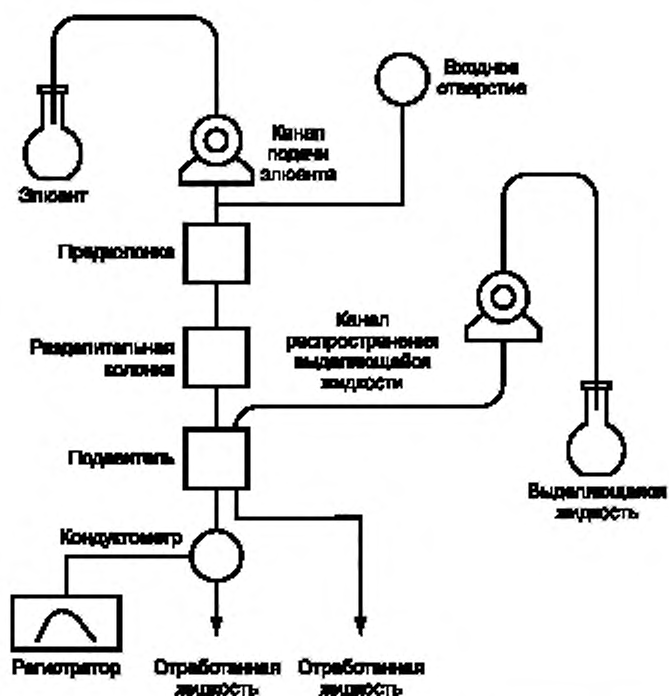 Входное
отверстие
Канал
подачи
элюента
Элюент
Предколонка
Канал
распространения
выделяющейся
жидкости
Разделительная
колонка
Подавитель
Выделяющаяся
жидкость
Кондуктометр
Регистратор
Отработанная
жидкость
Отработанная
жидкость